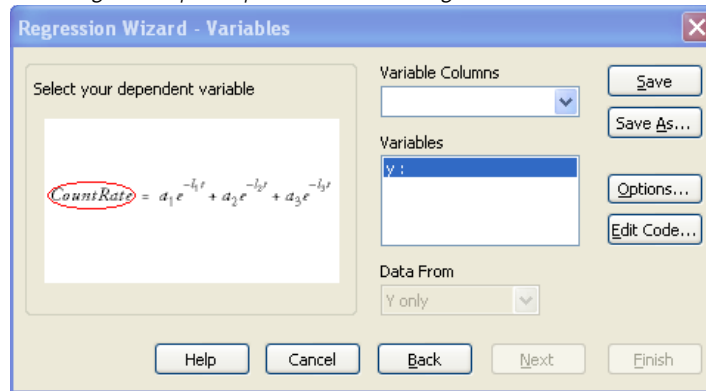 Regression Wizard - Variables
Select your dependent variable
CountRate = a₁e^(-l₁t) + a₂e^(-l₂t) + a₃e^(-l₃t)
Variable Columns
Variables
y :
Data From
Y only
Save
Save As...
Options...
Edit Code...
Help
Cancel
Back
Next
Finish